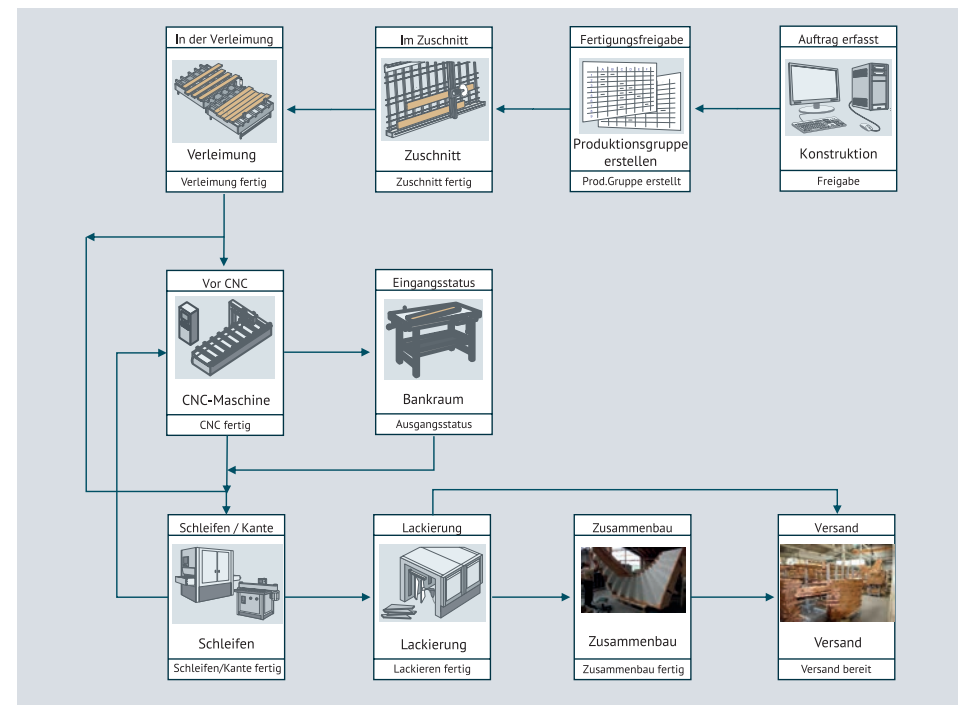 In der Verleimung
Verleimung
Verleimung fertig
Im Zuschnitt
Zuschnitt
Zuschnitt fertig
Fertigungsfreigabe
Produktionsgruppe
erstellen
Prod.Gruppe erstellt
Auftrag erfasst
Konstruktion
Freigabe
Vor CNC
CNC-Maschine
CNC fertig
Eingangsstatus
Bankraum
Ausgangsstatus
Schleifen / Kante
Schleifen
Schleifen/Kante fertig
Lackierung
Lackierung
Lackieren fertig
Zusammenbau
Zusammenbau
Zusammenbau fertig
Versand
Versand
Versand bereit